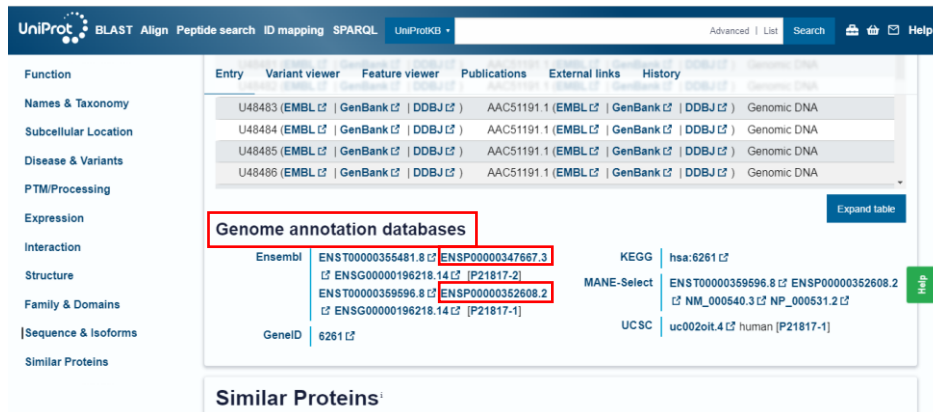 UniProt BLAST Align Peptide search ID mapping SPARQL UniProtKB Advanced | List Search Help
Function
Names & Taxonomy
Subcellular Location
Disease & Variants
PTM/Processing
Expression
Interaction
Structure
Family & Domains
Sequence & Isoforms
Similar Proteins
Entry Variant viewer Feature viewer Publications External links History
U48483 (EMBL | GenBank | DDBJ ) AAC51191.1 (EMBL | GenBank | DDBJ ) Genomic DNA
U48484 (EMBL | GenBank | DDBJ ) AAC51191.1 (EMBL | GenBank | DDBJ ) Genomic DNA
U48485 (EMBL | GenBank | DDBJ ) AAC51191.1 (EMBL | GenBank | DDBJ ) Genomic DNA
U48486 (EMBL | GenBank | DDBJ ) AAC51191.1 (EMBL | GenBank | DDBJ ) Genomic DNA
Expand table
Genome annotation databases
Ensembl ENST00000355481.8 ENSP00000347667.3
ENSG00000196218.14 [P21817-2]
ENST00000359596.8 ENSP00000352608.2
ENSG00000196218.14 [P21817-1]
GeneID 6261
KEGG hsa:6261
MANE-Select ENST00000359596.8 ENSP00000352608.2
NM_000540.3 NP_000531.2
UCSC uc002oit.4 human [P21817-1]
Help
Similar Proteins